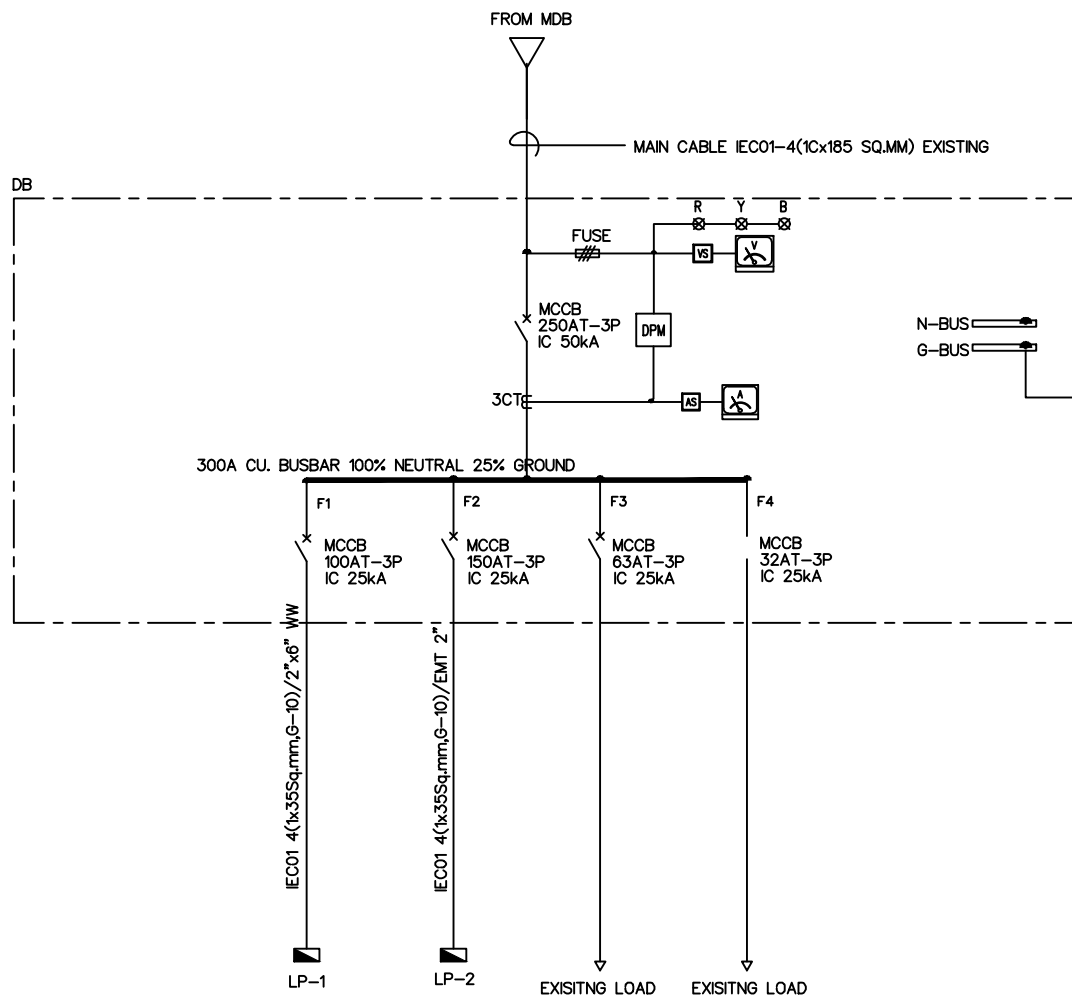 FROM MDB
MAIN CABLE IEC01-4(1Cx185 SQ.MM) EXISTING
DB
R Y B
FUSE
VS
V
MCCB
250AT-3P
IC 50kA
DPM
N-BUS
G-BUS
3CT
AS
A
300A CU. BUSBAR 100% NEUTRAL 25% GROUND
F1
F2
F3
F4
MCCB
100AT-3P
IC 25kA
MCCB
150AT-3P
IC 25kA
MCCB
63AT-3P
IC 25kA
MCCB
32AT-3P
IC 25kA
IEC01 4(1x35Sq.mm,G-10)/2"x6" WW
IEC01 4(1x35Sq.mm,G-10)/EMT 2"
LP-1
LP-2
EXISITNG LOAD
EXISITNG LOAD